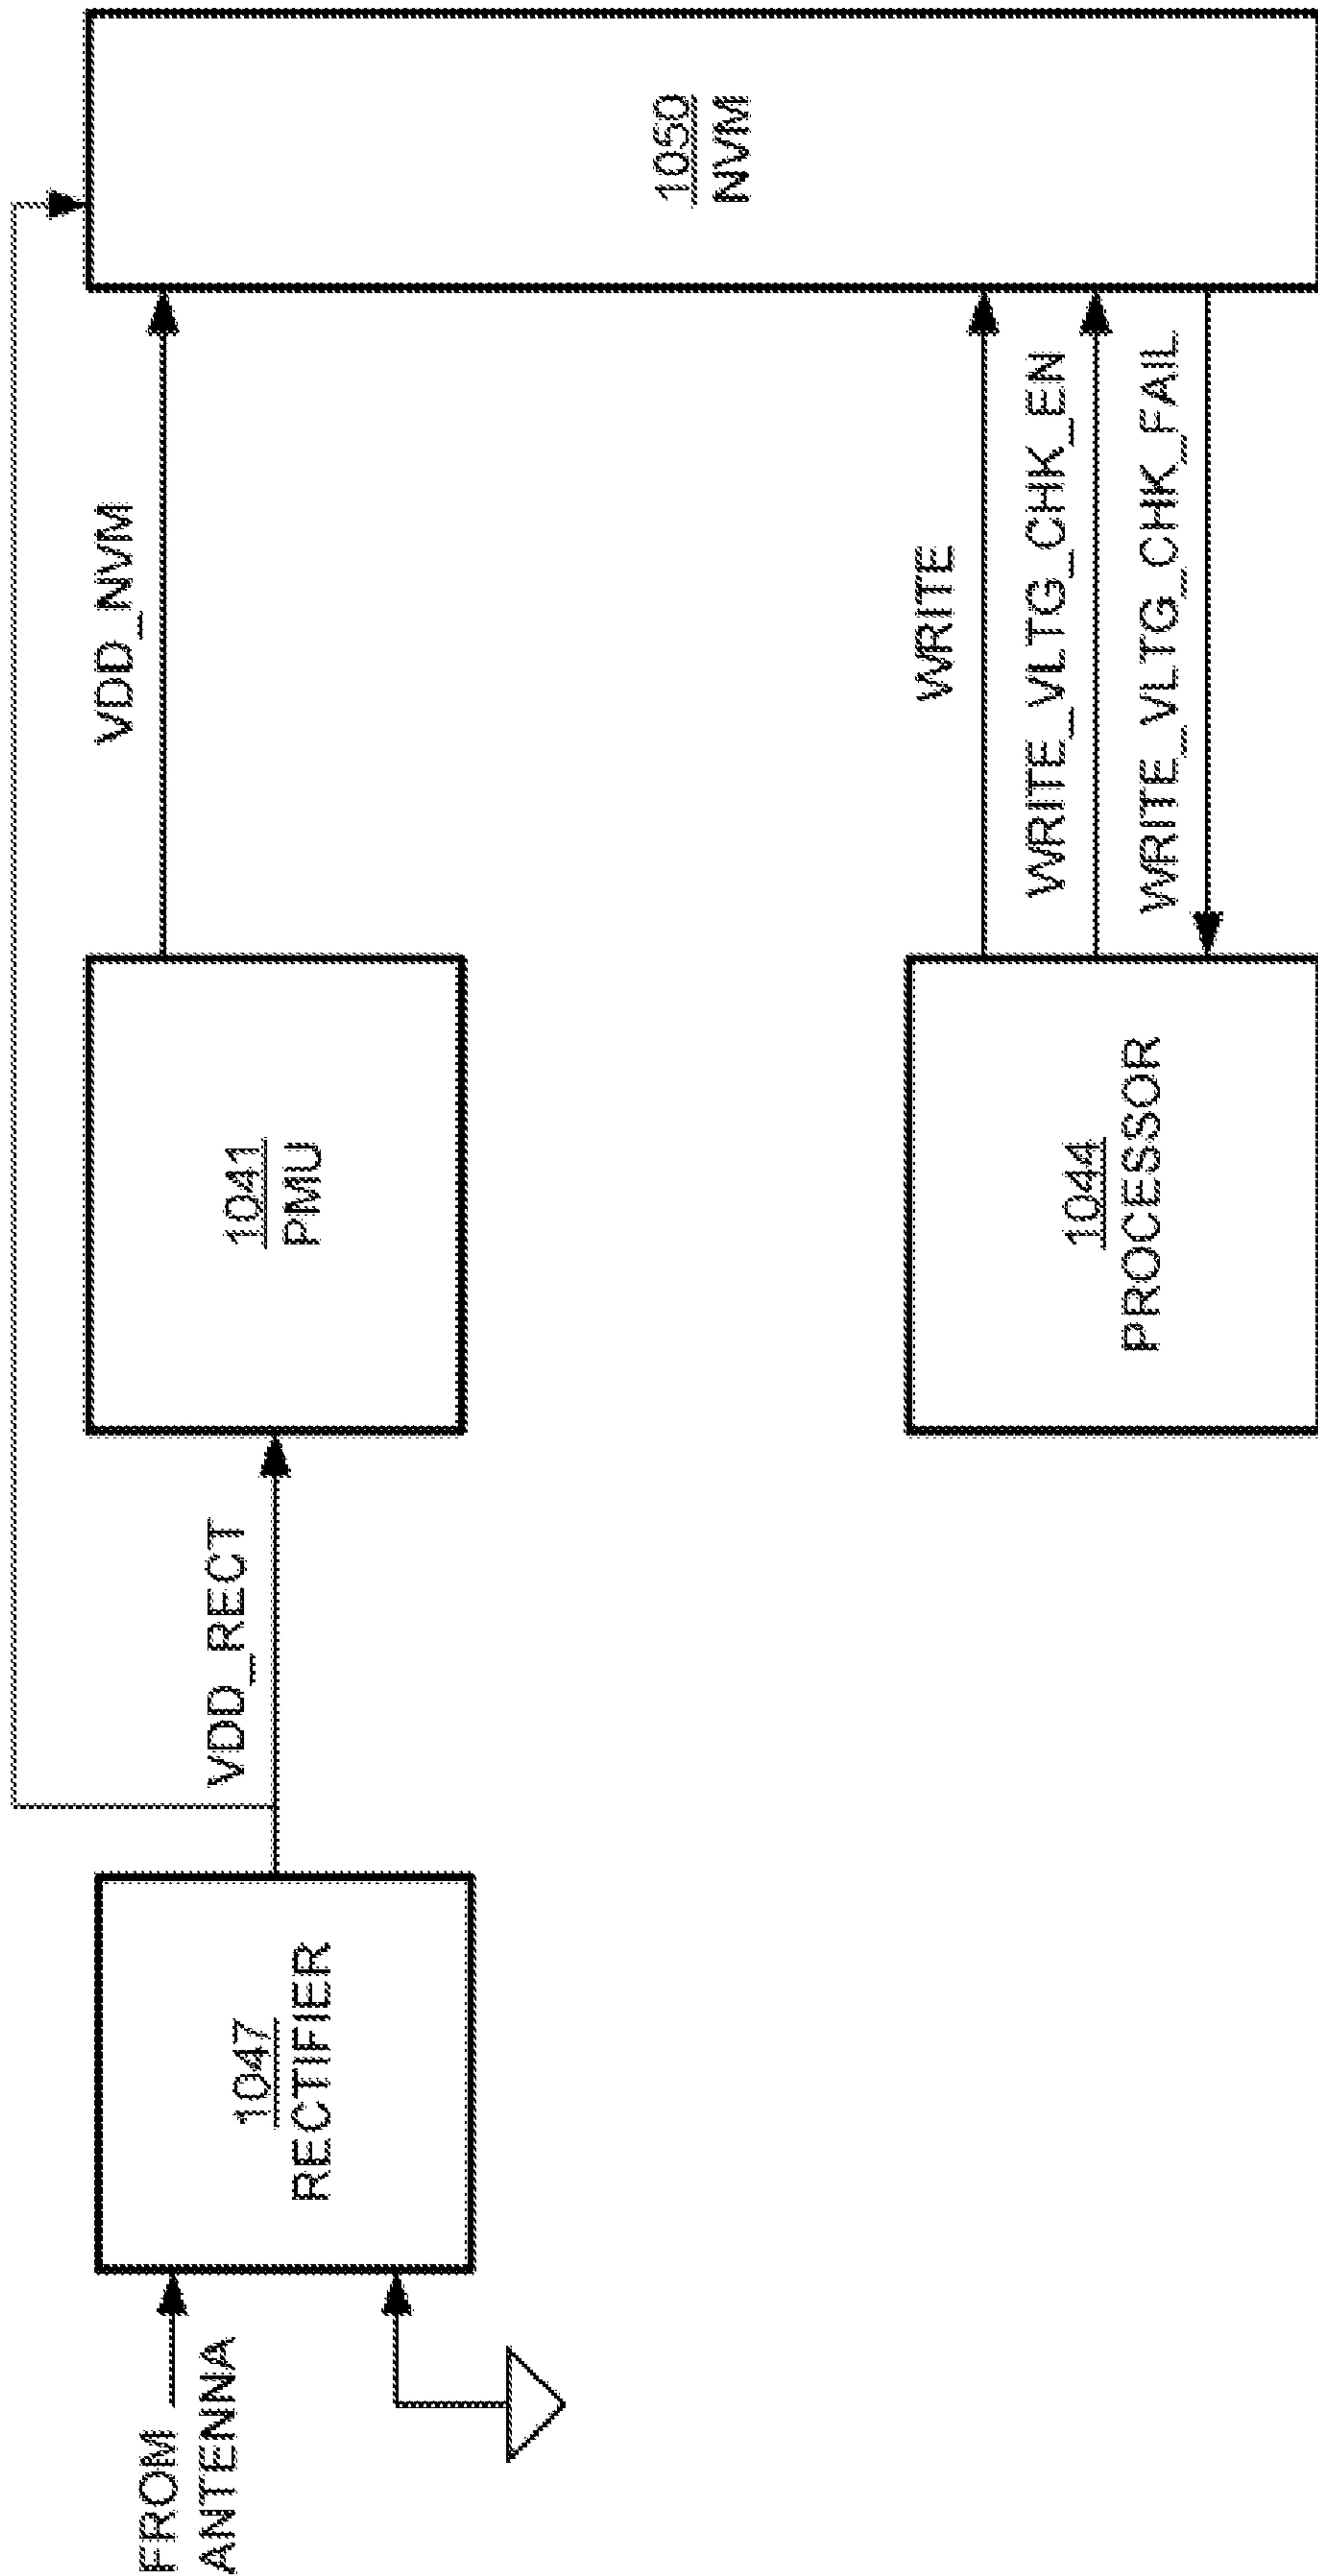 FROM
ANTENNA
1047
RECTIFIER
VDD_RECT
1041
PMU
VDD_NVM
1044
PROCESSOR
WRITE
WRITE_VLTG_CHK_EN
WRITE_VLTG_CHK_FAIL
1050
NVM